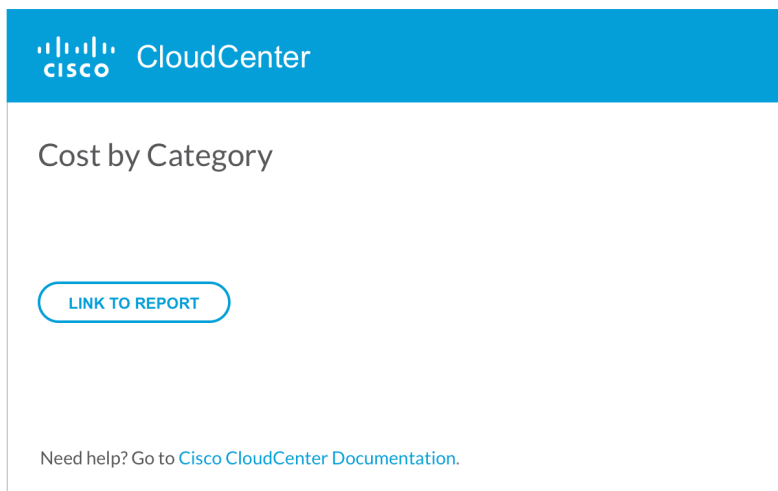 cisco CloudCenter
Cost by Category
LINK TO REPORT
Need help? Go to Cisco CloudCenter Documentation.